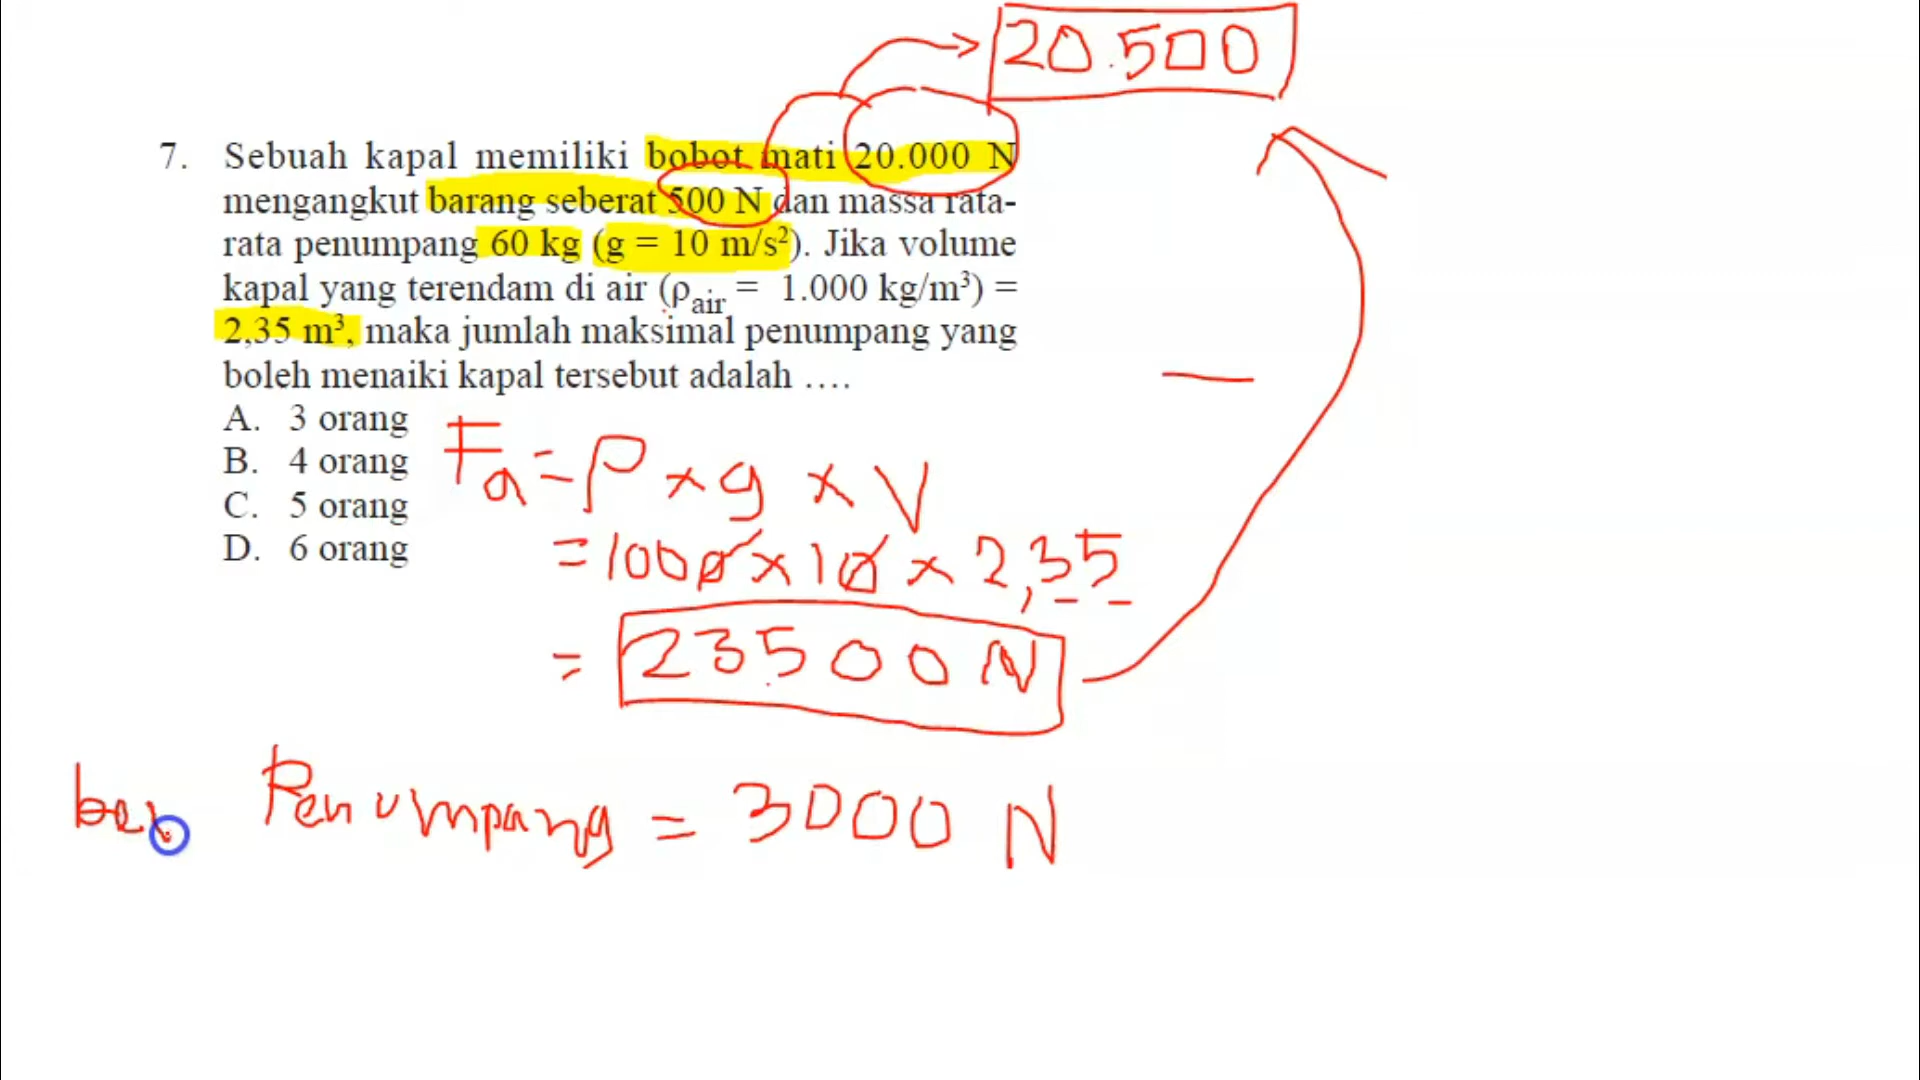 20.500
7. Sebuah kapal memiliki bobot mati 20.000 N
mengangkut barang seberat 500 N dan massa rata-
rata penumpang 60 kg (g = 10 m/s²). Jika volume
kapal yang terendam di air (ρair = 1.000 kg/m³) =
2,35 m³, maka jumlah maksimal penumpang yang
boleh menaiki kapal tersebut adalah ….
A. 3 orang
B. 4 orang
C. 5 orang
D. 6 orang
Fa = ρ × g × V
= 1000 × 10 × 2,35
= 23500 N
ber Penumpang = 3000 N